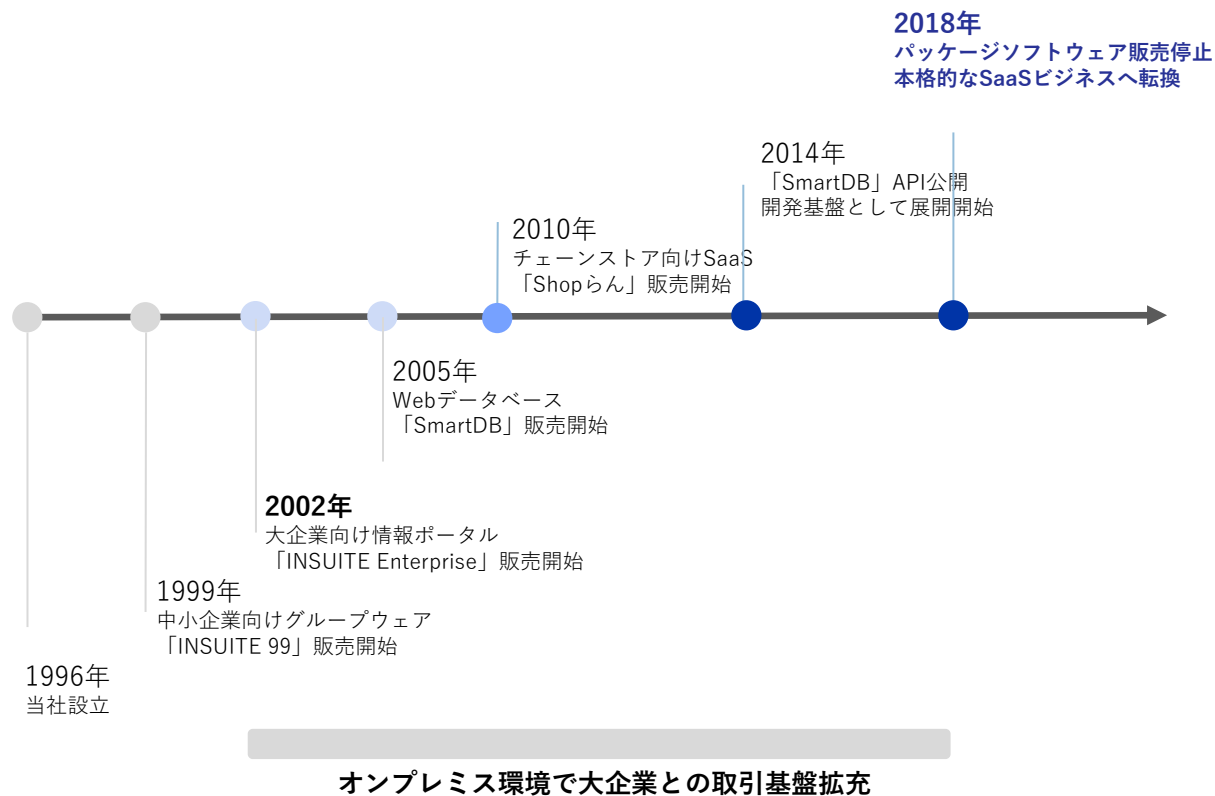 2018年
パッケージソフトウェア販売停止
本格的なSaaSビジネスへ転換
2014年
「SmartDB」API公開
開発基盤として展開開始
2010年
チェーンストア向けSaaS
「Shopらん」販売開始
2005年
Webデータベース
「SmartDB」販売開始
2002年
大企業向け情報ポータル
「INSUITE Enterprise」販売開始
1999年
中小企業向けグループウェア
「INSUITE 99」販売開始
1996年
当社設立
オンプレミス環境で大企業との取引基盤拡充